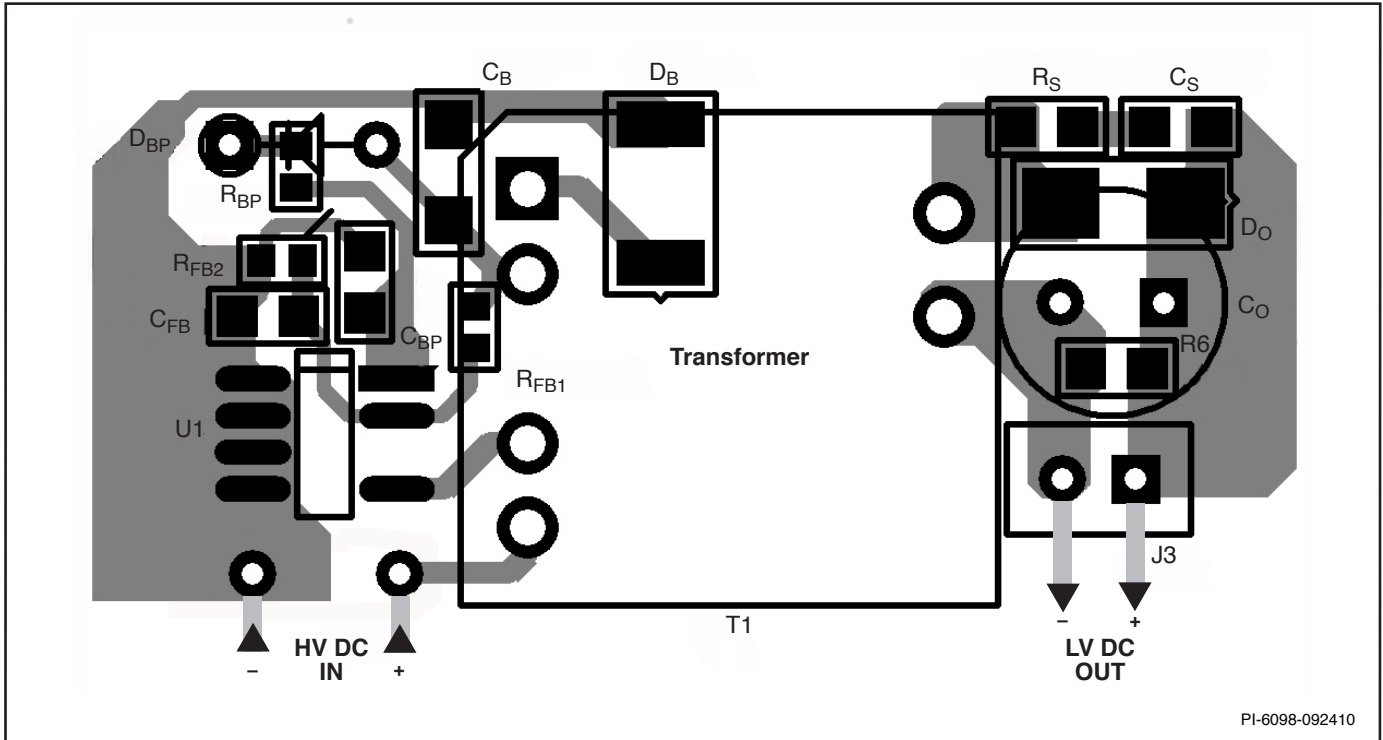 CB DB RS CS
DBP
RBP
RFB2
DO
CFB
CBP
CO
R6
Transformer
RFB1
U1
J3
T1
– HV DC IN +
– + LV DC OUT
PI-6098-092410